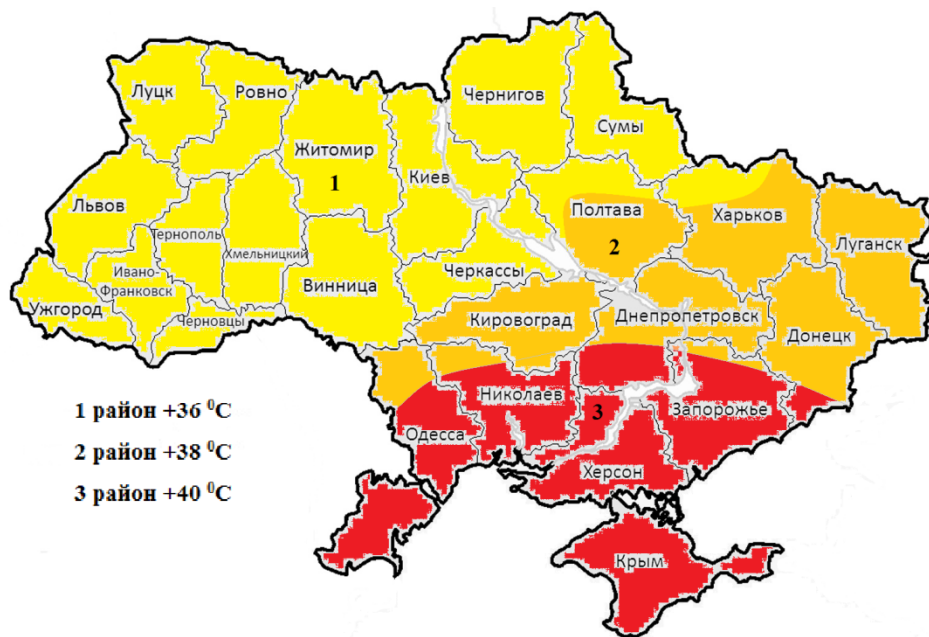 Луцк
Ровно
Чернигов
Сумы
Житомир
1
Киев
Львов
Полтава
Харьков
Тернополь
Хмельницкий
2
Луганск
Ивано-
Франковск
Винница
Черкассы
Ужгород
Черновцы
Кировоград
Днепропетровск
Донецк
Николаев
1 район +36 ⁰С
3
Запорожье
Одесса
2 район +38 ⁰С
Херсон
3 район +40 ⁰С
Крым